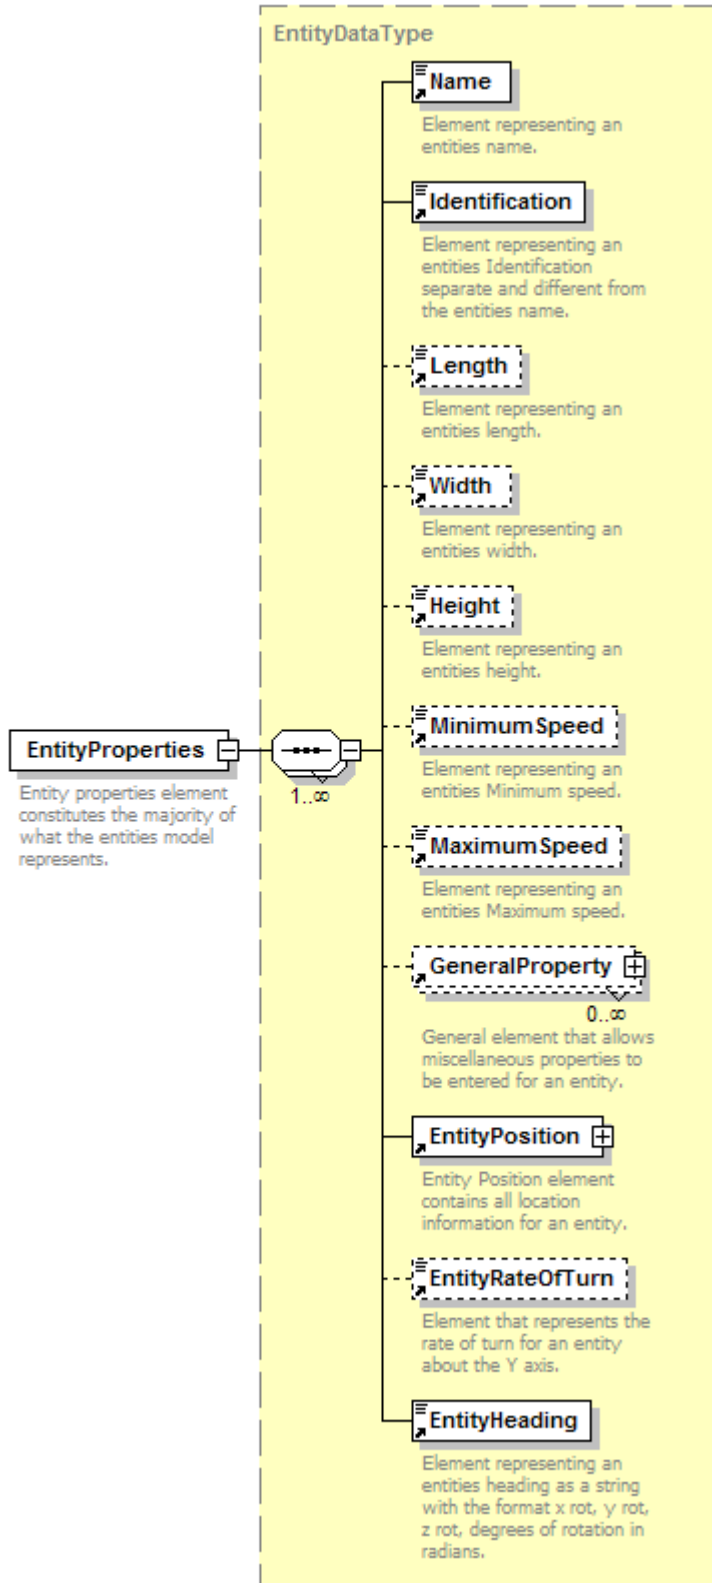 EntityDataType
Name
Element representing an
entities name.
Identification
Element representing an
entities Identification
separate and different from
the entities name.
Length
Element representing an
entities length.
Width
Element representing an
entities width.
Height
Element representing an
entities height.
MinimumSpeed
Element representing an
entities Minimum speed.
EntityProperties
Entity properties element
constitutes the majority of
what the entities model
represents.
1..∞
MaximumSpeed
Element representing an
entities Maximum speed.
GeneralProperty
0..∞
General element that allows
miscellaneous properties to
be entered for an entity.
EntityPosition
Entity Position element
contains all location
information for an entity.
EntityRateOfTurn
Element that represents the
rate of turn for an entity
about the Y axis.
EntityHeading
Element representing an
entities heading as a string
with the format x rot, y rot,
z rot, degrees of rotation in
radians.